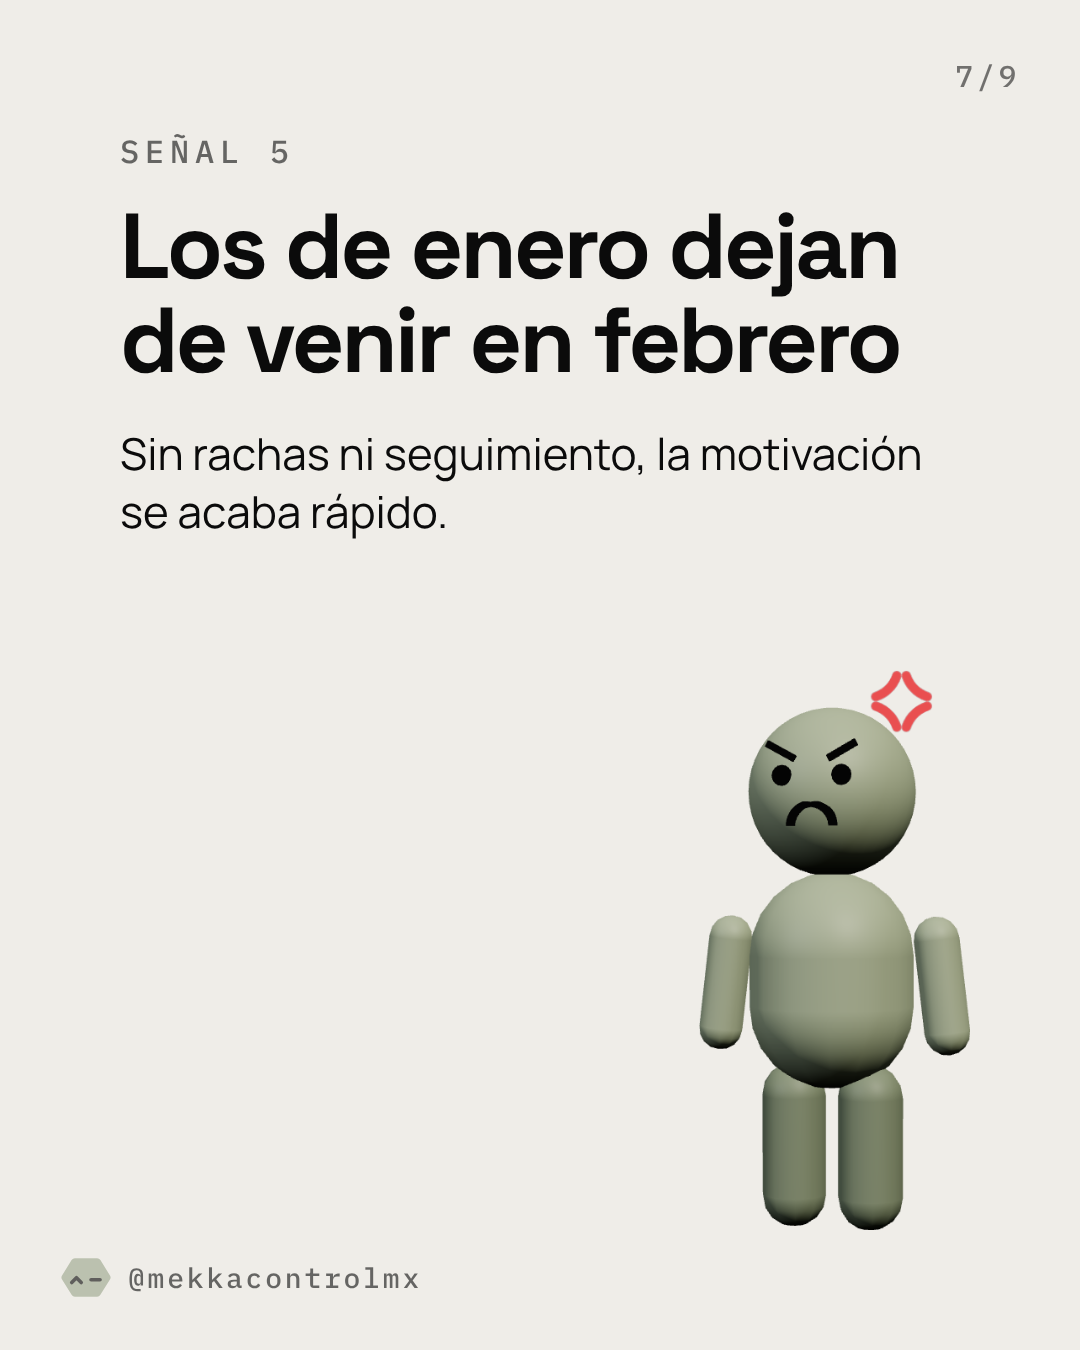 7/9
SEÑAL 5
Los de enero dejan
de venir en febrero
Sin rachas ni seguimiento, la motivación
se acaba rápido.
@mekkacontrolmx